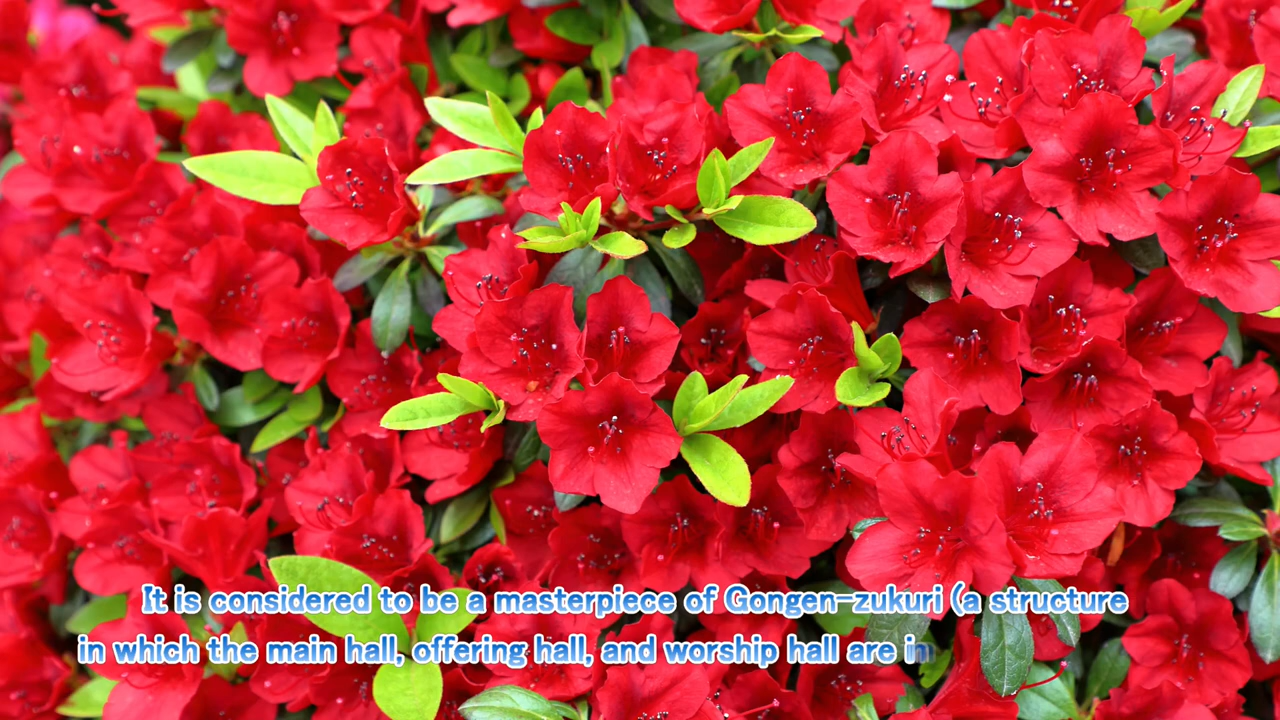 It is considered to be a masterpiece of Gongen-zukuri (a structure
in which the main hall, offering hall, and worship hall are in